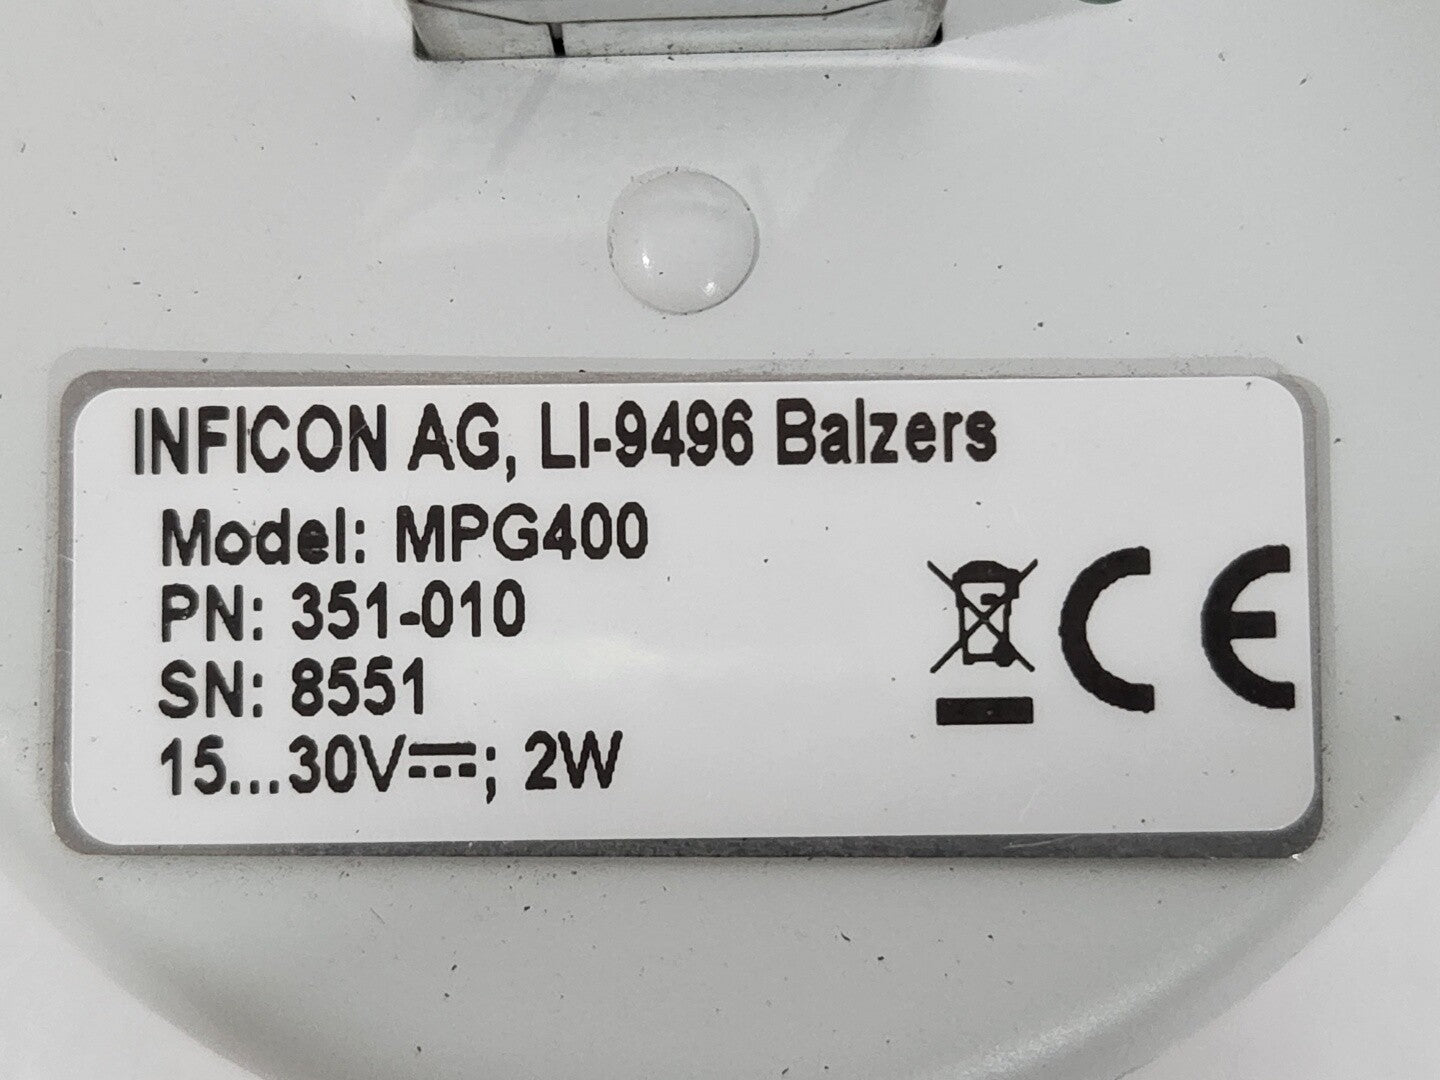 INFICON AG, LI-9496 Balzers
Model: MPG400
PN: 351-010
SN: 8551
15...30V⎓; 2W
CE